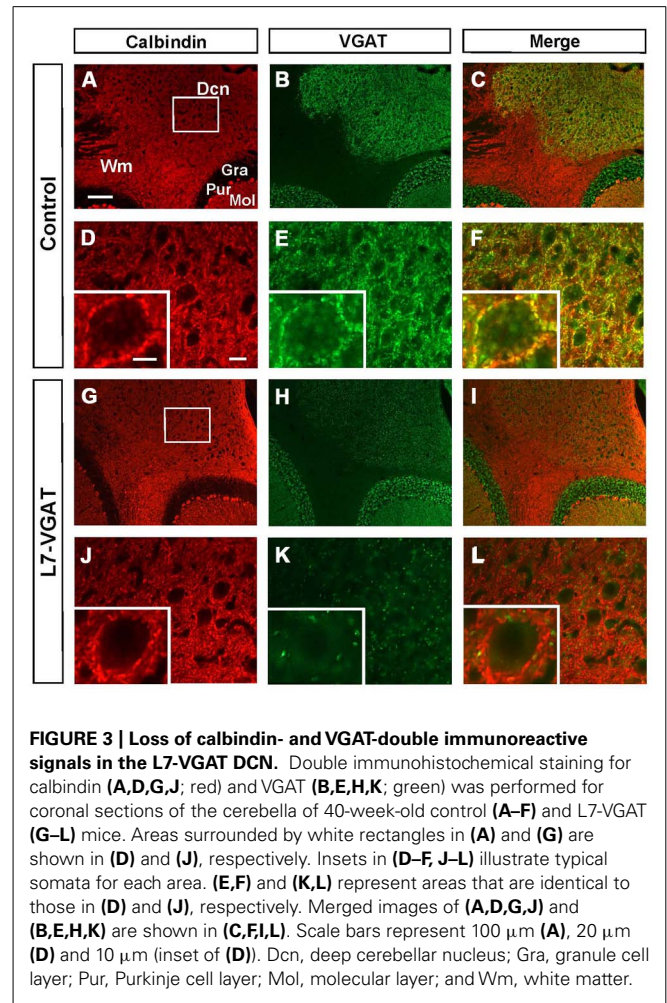 Calbindin VGAT Merge
Control
A Dcn Wm Gra Pur Mol B C
D E F
L7-VGAT
G H I
J K L
FIGURE 3 | Loss of calbindin- and VGAT-double immunoreactive
signals in the L7-VGAT DCN. Double immunohistochemical staining for
calbindin (A,D,G,J; red) and VGAT (B,E,H,K; green) was performed for
coronal sections of the cerebella of 40-week-old control (A–F) and L7-VGAT
(G–L) mice. Areas surrounded by white rectangles in (A) and (G) are
shown in (D) and (J), respectively. Insets in (D–F, J–L) illustrate typical
somata for each area. (E,F) and (K,L) represent areas that are identical to
those in (D) and (J), respectively. Merged images of (A,D,G,J) and
(B,E,H,K) are shown in (C,F,I,L). Scale bars represent 100 μm (A), 20 μm
(D) and 10 μm (inset of (D)). Dcn, deep cerebellar nucleus; Gra, granule cell
layer; Pur, Purkinje cell layer; Mol, molecular layer; and Wm, white matter.